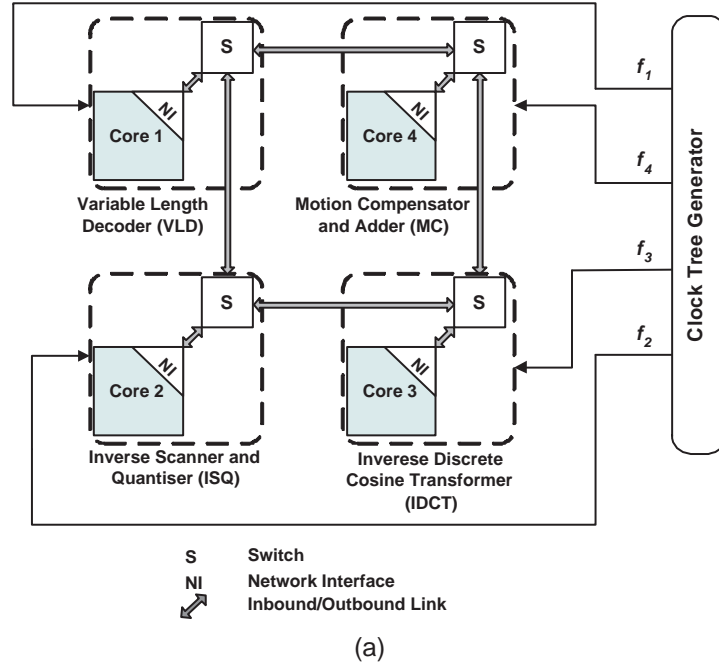 S
NI
Core 1
Variable Length
Decoder (VLD)
S
NI
Core 4
Motion Compensator
and Adder (MC)
S
NI
Core 2
Inverse Scanner and
Quantiser (ISQ)
S
NI
Core 3
Inverese Discrete
Cosine Transformer
(IDCT)
f1
f4
f3
f2
Clock Tree Generator
S Switch
NI Network Interface
Inbound/Outbound Link
(a)